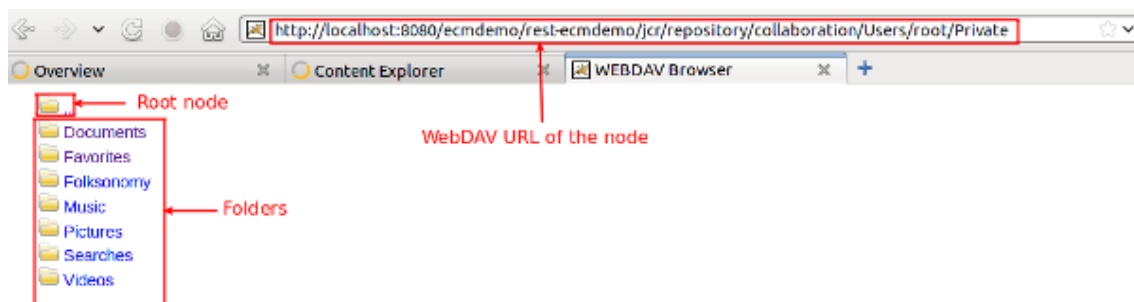 http://localhost:8080/ecmdemo/rest-ecmdemo/jcr/repository/collaboration/Users/root/Private
Overview Content Explorer WEBDAV Browser
.. Root node
Documents
WebDAV URL of the node
Favorites
Folksonomy
Music
Folders
Pictures
Searches
Videos